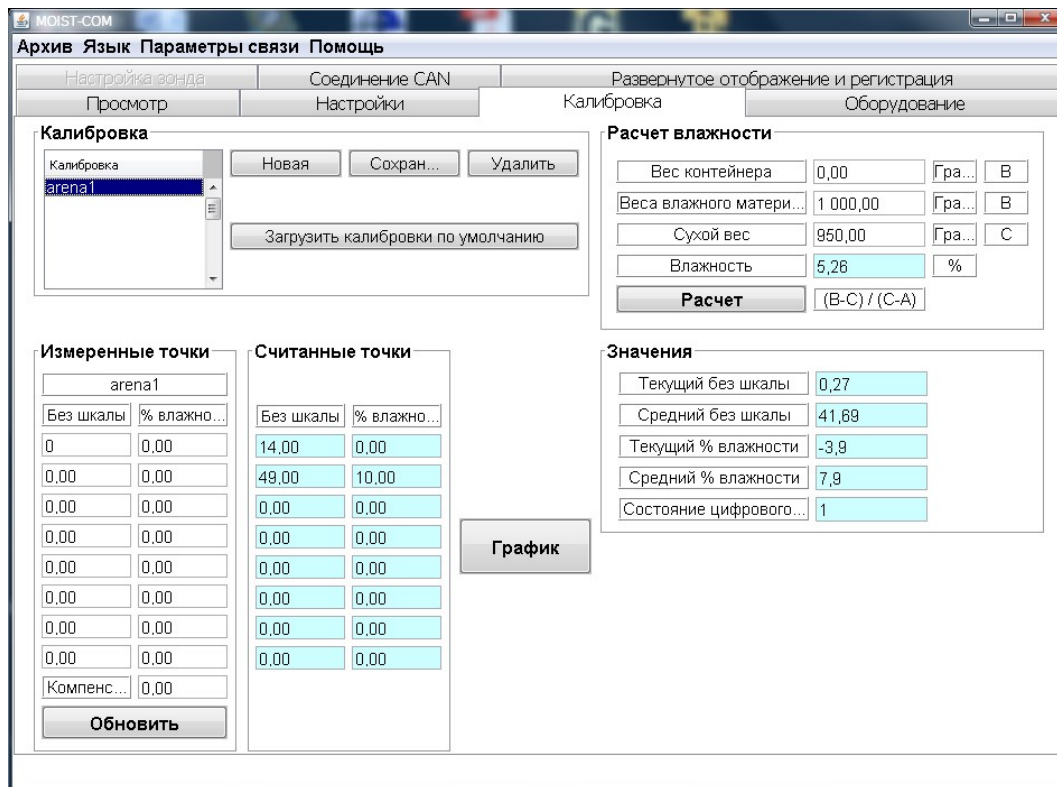 MOIST-COM
Архив Язык Параметры связи Помощь
Настройка зонда Соединение CAN Развернутое отображение и регистрация
Просмотр Настройки Калибровка Оборудование
Калибровка
Калибровка
arena1
Новая Сохран... Удалить
Загрузить калибровки по умолчанию
Расчет влажности
Вес контейнера 0,00 Гра... B
Веса влажного матери... 1 000,00 Гра... B
Сухой вес 950,00 Гра... C
Влажность 5,26 %
Расчет (B-C) / (C-A)
Измеренные точки
arena1
Без шкалы % влажно...
0 0,00
0,00 0,00
0,00 0,00
0,00 0,00
0,00 0,00
0,00 0,00
0,00 0,00
0,00 0,00
Компенс... 0,00
Обновить
Считанные точки
Без шкалы % влажно...
14,00 0,00
49,00 10,00
0,00 0,00
0,00 0,00
0,00 0,00
0,00 0,00
0,00 0,00
0,00 0,00
График
Значения
Текущий без шкалы 0,27
Средний без шкалы 41,69
Текущий % влажности -3,9
Средний % влажности 7,9
Состояние цифрового... 1